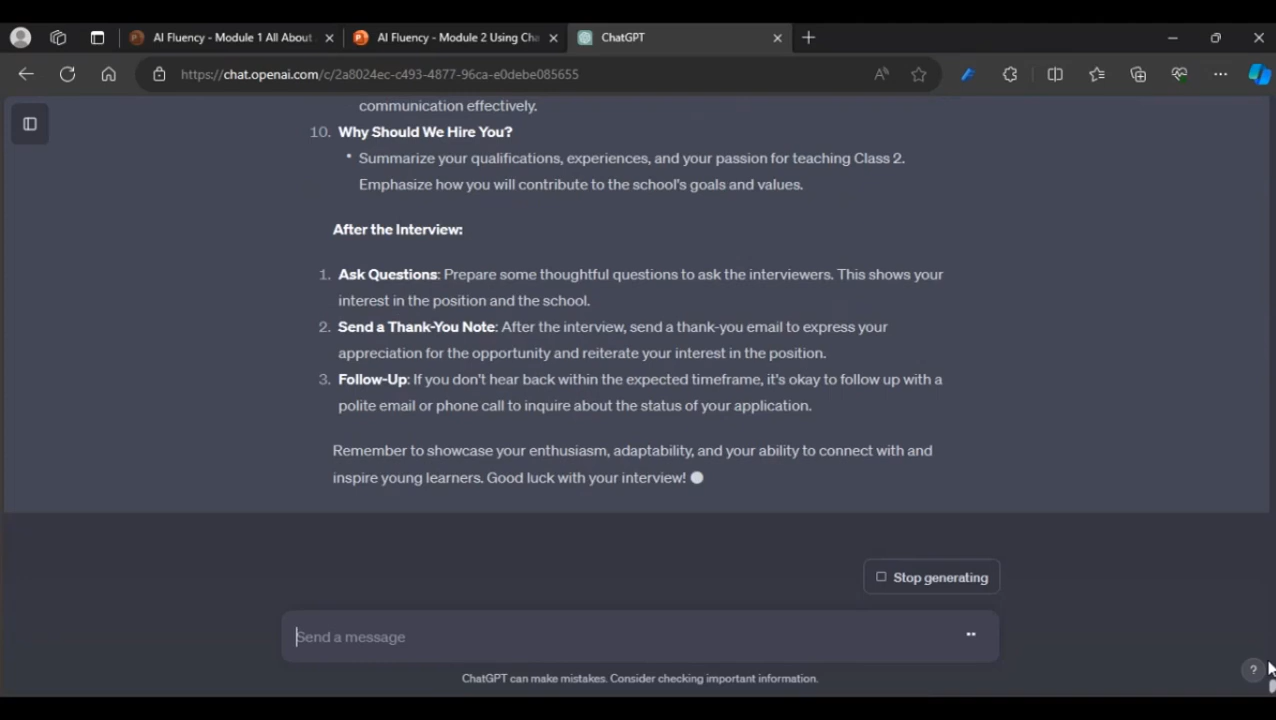 AI Fluency - Module 1 All About
AI Fluency - Module 2 Using Cha
ChatGPT
https://chat.openai.com/c/2a8024ec-c493-4877-96ca-e0debe085655
communication effectively.
10. Why Should We Hire You?
• Summarize your qualifications, experiences, and your passion for teaching Class 2.
Emphasize how you will contribute to the school's goals and values.
After the Interview:
1. Ask Questions: Prepare some thoughtful questions to ask the interviewers. This shows your
interest in the position and the school.
2. Send a Thank-You Note: After the interview, send a thank-you email to express your
appreciation for the opportunity and reiterate your interest in the position.
3. Follow-Up: If you don't hear back within the expected timeframe, it's okay to follow up with a
polite email or phone call to inquire about the status of your application.
Remember to showcase your enthusiasm, adaptability, and your ability to connect with and
inspire young learners. Good luck with your interview!
Stop generating
Send a message
ChatGPT can make mistakes. Consider checking important information.
?